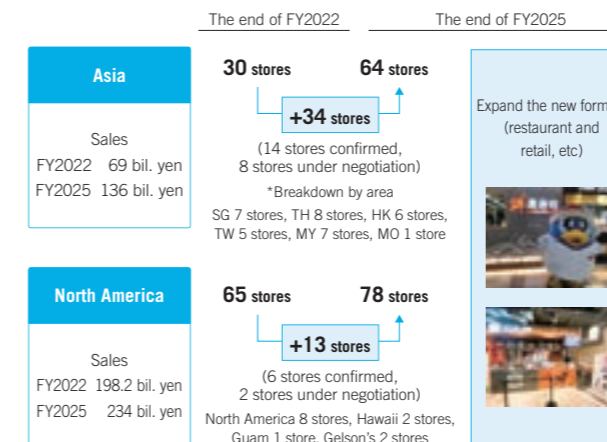 The end of FY2022
The end of FY2025
Asia
Sales
FY2022 69 bil. yen
FY2025 136 bil. yen
30 stores
64 stores
+34 stores
(14 stores confirmed,
8 stores under negotiation)
*Breakdown by area
SG 7 stores, TH 8 stores, HK 6 stores,
TW 5 stores, MY 7 stores, MO 1 store
Expand the new form
(restaurant and
retail, etc)
North America
Sales
FY2022 198.2 bil. yen
FY2025 234 bil. yen
65 stores
78 stores
+13 stores
(6 stores confirmed,
2 stores under negotiation)
North America 8 stores, Hawaii 2 stores,
Guam 1 store, Gelson's 2 stores